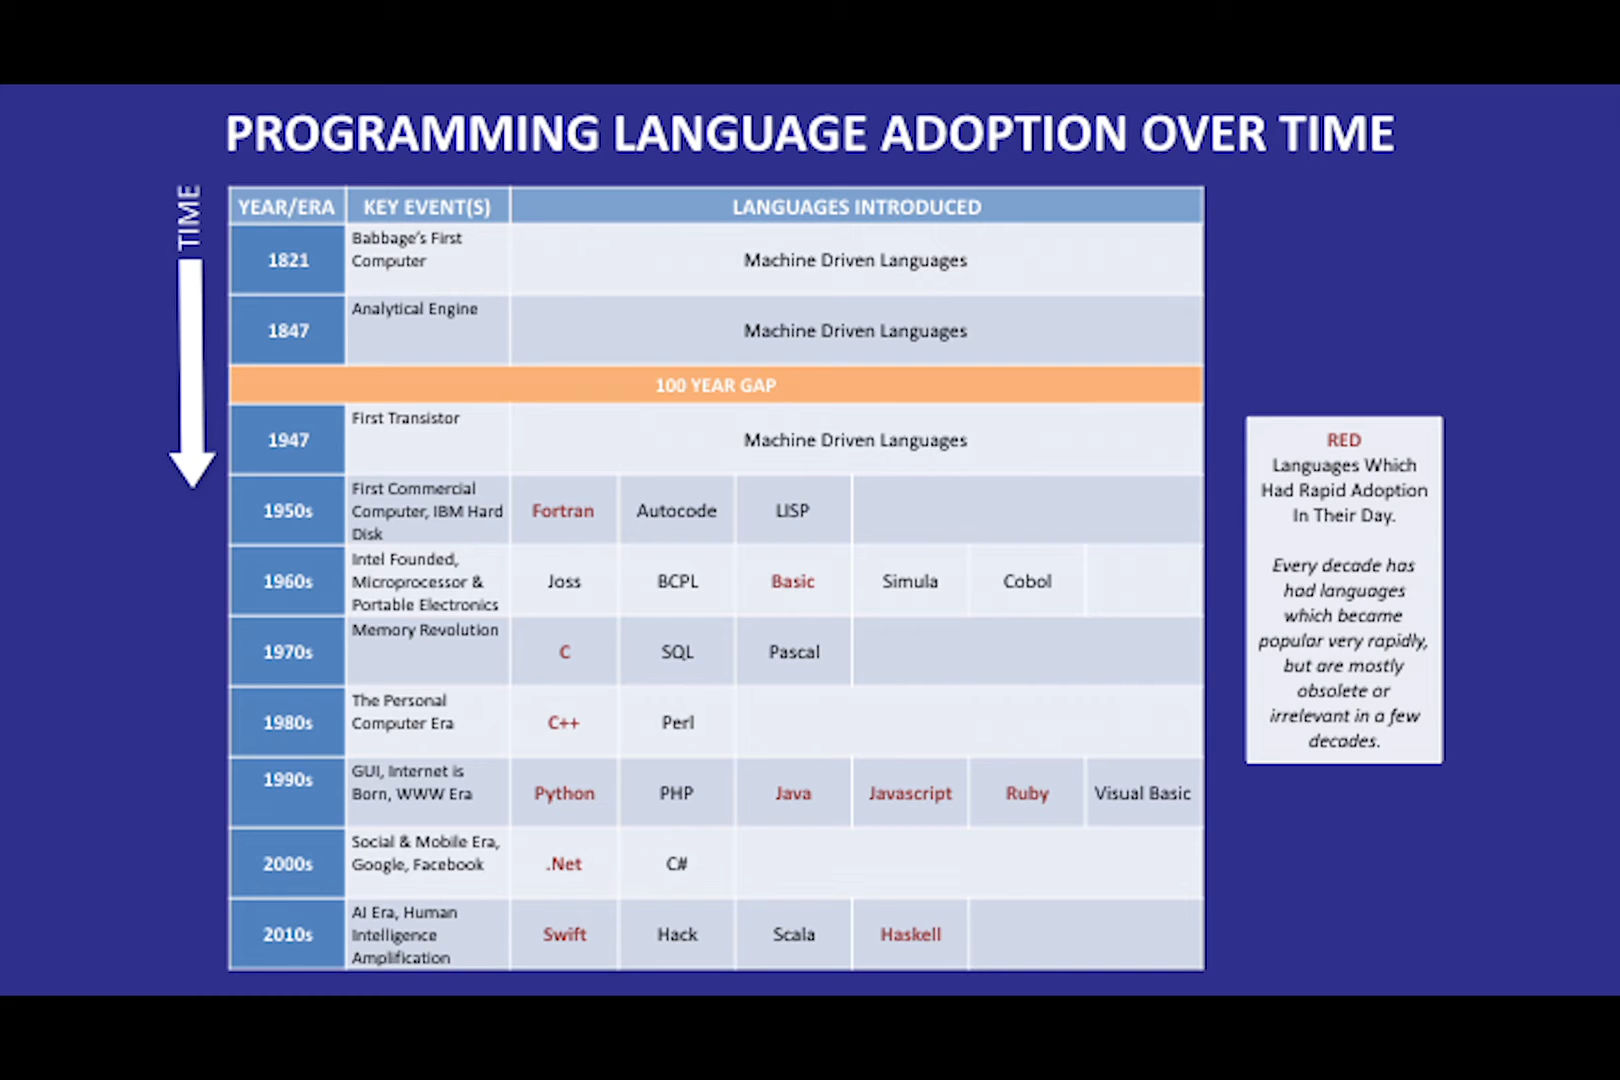 PROGRAMMING LANGUAGE ADOPTION OVER TIME
TIME
YEAR/ERA KEY EVENT(S) LANGUAGES INTRODUCED
1821 Babbage's First Computer Machine Driven Languages
1847 Analytical Engine Machine Driven Languages
100 YEAR GAP
1947 First Transistor Machine Driven Languages
1950s First Commercial Computer, IBM Hard Disk Fortran Autocode LISP
1960s Intel Founded, Microprocessor & Portable Electronics Joss BCPL Basic Simula Cobol
1970s Memory Revolution C SQL Pascal
1980s The Personal Computer Era C++ Perl
1990s GUI, Internet is Born, WWW Era Python PHP Java Javascript Ruby Visual Basic
2000s Social & Mobile Era, Google, Facebook .Net C#
2010s AI Era, Human Intelligence Amplification Swift Hack Scala Haskell
RED
Languages Which
Had Rapid Adoption
In Their Day.
Every decade has
had languages
which became
popular very rapidly,
but are mostly
obsolete or
irrelevant in a few
decades.